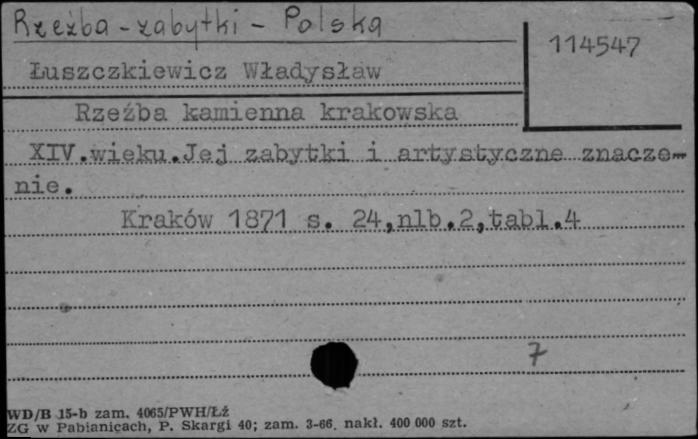 Rzeźba - zabytki - Polska
114547
Łuszczkiewicz Władysław
Rzeźba kamienna krakowska
XIV.wieku.Jej zabytki i artystyczne znacze-
nie.
Kraków 1871 s. 24,nlb.2,tabl.4
7
WD/B 15-b zam. 4065/PWH/Łź
ZG w Pabianicach, P. Skargi 40; zam. 3-66. nakł. 400 000 szt.